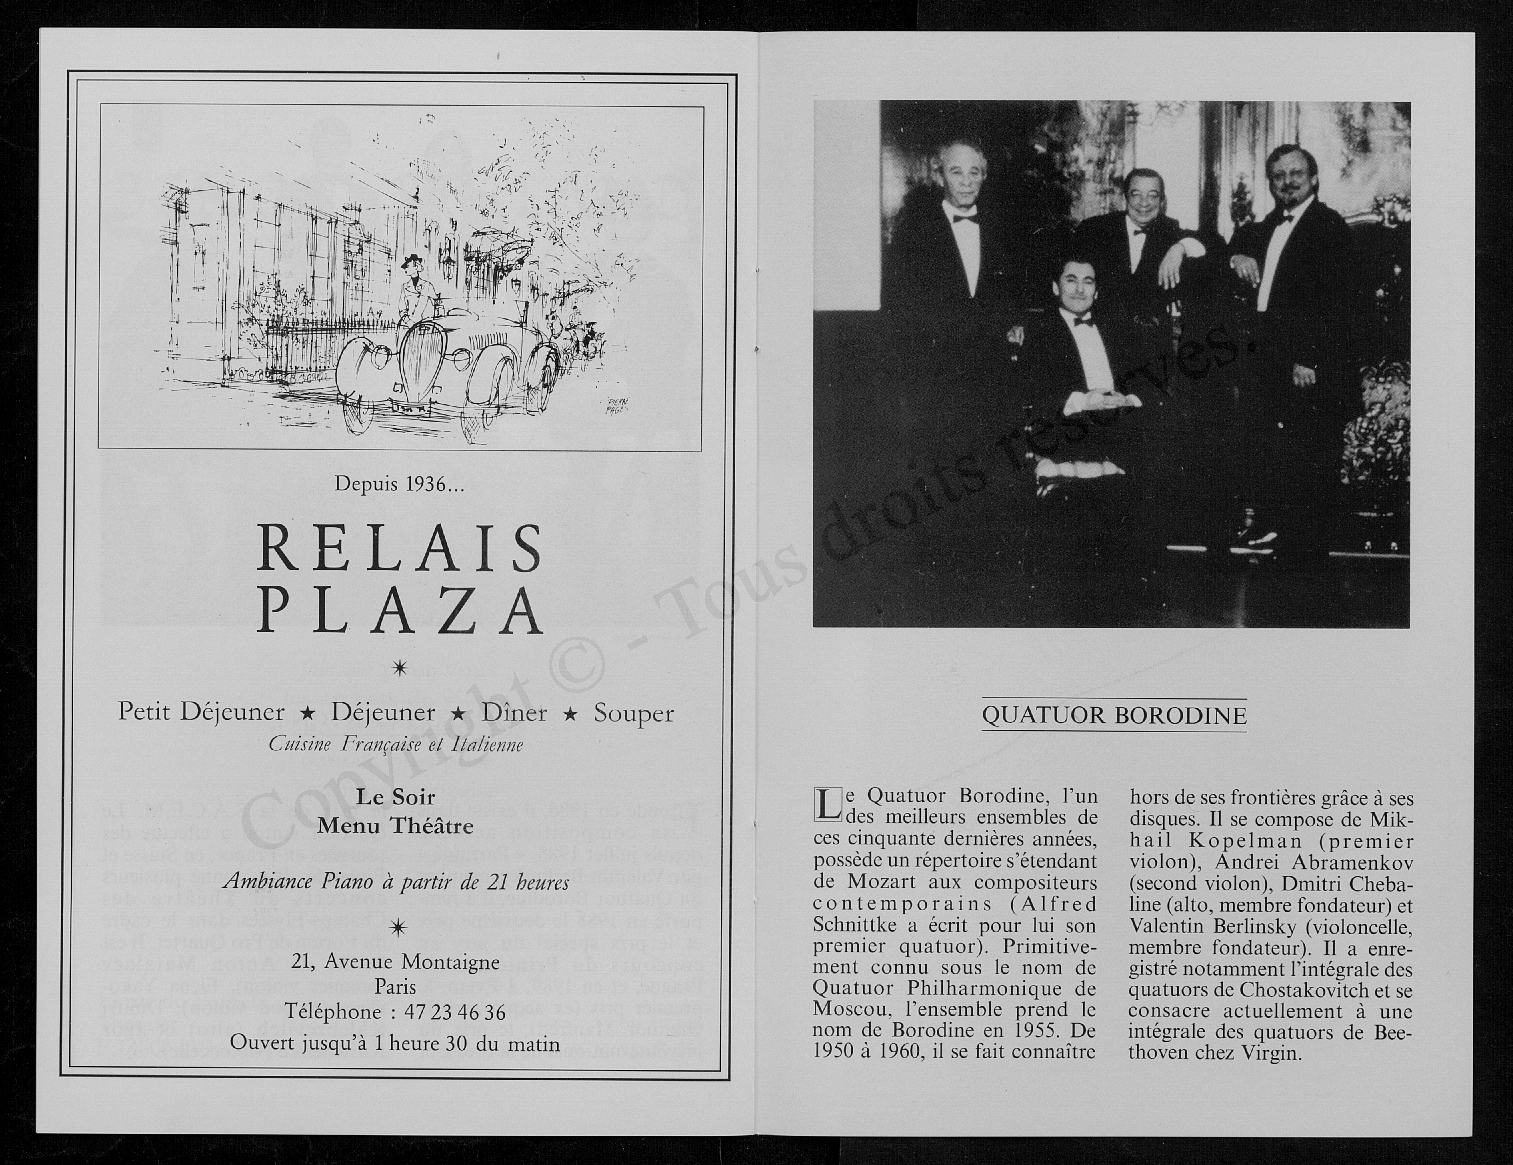 Depuis 1936...
RELAIS
PLAZA
Petit Déjeuner ★ Déjeuner ★ Dîner ★ Souper
Cuisine Française et Italienne
Le Soir
Menu Théâtre
Ambiance Piano à partir de 21 heures
21, Avenue Montaigne
Paris
Téléphone : 47 23 46 36
Ouvert jusqu'à 1 heure 30 du matin
QUATUOR BORODINE
Le Quatuor Borodine, l'un
des meilleurs ensembles de
ces cinquante dernières années,
possède un répertoire s'étendant
de Mozart aux compositeurs
contemporains (Alfred
Schnittke a écrit pour lui son
premier quatuor). Primitive-
ment connu sous le nom de
Quatuor Philharmonique de
Moscou, l'ensemble prend le
nom de Borodine en 1955. De
1950 à 1960, il se fait connaître
hors de ses frontières grâce à ses
disques. Il se compose de Mik-
hail Kopelman (premier
violon), Andrei Abramenkov
(second violon), Dmitri Cheba-
line (alto, membre fondateur) et
Valentin Berlinsky (violoncelle,
membre fondateur). Il a enre-
gistré notamment l'intégrale des
quatuors de Chostakovitch et se
consacre actuellement à une
intégrale des quatuors de Bee-
thoven chez Virgin.
Copyright © - Tous droits réservés.